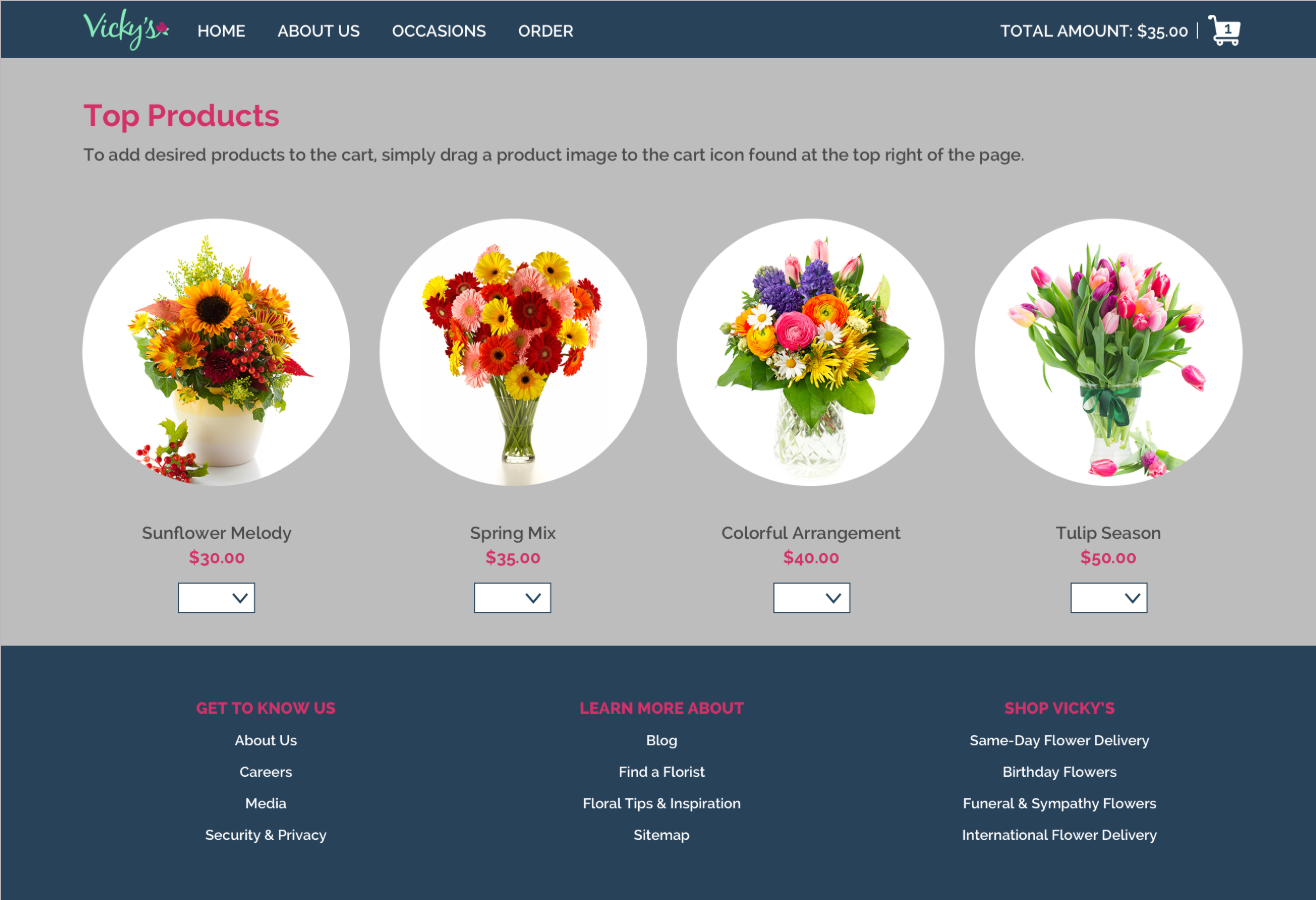 Vicky's
HOME
ABOUT US
OCCASIONS
ORDER
TOTAL AMOUNT: $35.00
1
Top Products
To add desired products to the cart, simply drag a product image to the cart icon found at the top right of the page.
Sunflower Melody
$30.00
Spring Mix
$35.00
Colorful Arrangement
$40.00
Tulip Season
$50.00
GET TO KNOW US
About Us
Careers
Media
Security & Privacy
LEARN MORE ABOUT
Blog
Find a Florist
Floral Tips & Inspiration
Sitemap
SHOP VICKY'S
Same-Day Flower Delivery
Birthday Flowers
Funeral & Sympathy Flowers
International Flower Delivery